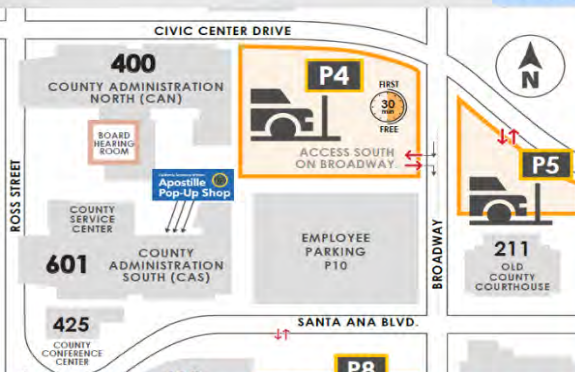 CIVIC CENTER DRIVE
400
COUNTY ADMINISTRATION
NORTH (CAN)
P4
FIRST
30
min
FREE
N
BOARD
HEARING
ROOM
ACCESS SOUTH
ON BROADWAY
P5
ROSS STREET
Apostille
Pop-Up Shop
COUNTY
SERVICE
CENTER
601
COUNTY
ADMINISTRATION
SOUTH (CAS)
EMPLOYEE
PARKING
P10
BROADWAY
211
OLD
COUNTY
COURTHOUSE
425
COUNTY
CONFERENCE
CENTER
SANTA ANA BLVD.
P8